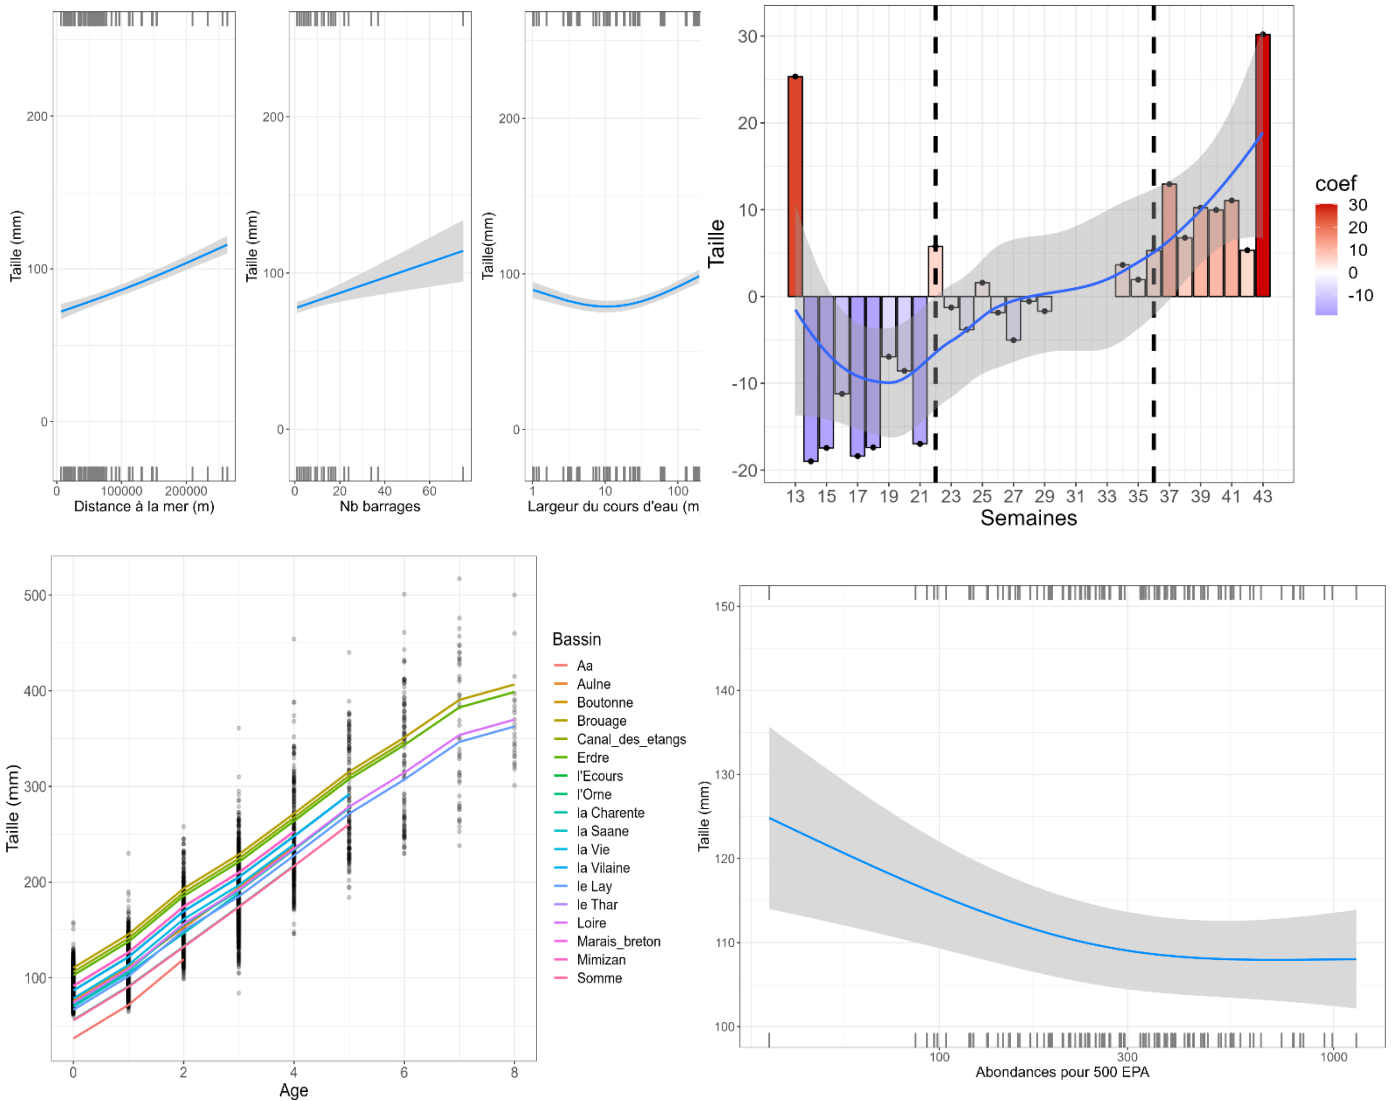 Taille (mm)
200
100
0
0
100000
200000
Distance à la mer (m)
Taille (mm)
200
100
0
0
20
40
60
Nb barrages
Taille(mm)
200
100
0
1
10
100
Largeur du cours d'eau (m
Taille
30
20
10
0
-10
-20
13
15
17
19
21
23
25
27
29
31
33
35
37
39
41
43
Semaines
coef
30
20
10
0
-10
Taille (mm)
500
400
300
200
100
0
2
4
6
8
Age
Bassin
Aa
Aulne
Boutonne
Brouage
Canal_des_etangs
Erdre
l'Ecours
l'Orne
la Charente
la Saane
la Vie
la Vilaine
le Lay
le Thar
Loire
Marais_breton
Mimizan
Somme
Taille (mm)
150
140
130
120
110
100
100
300
1000
Abondances pour 500 EPA